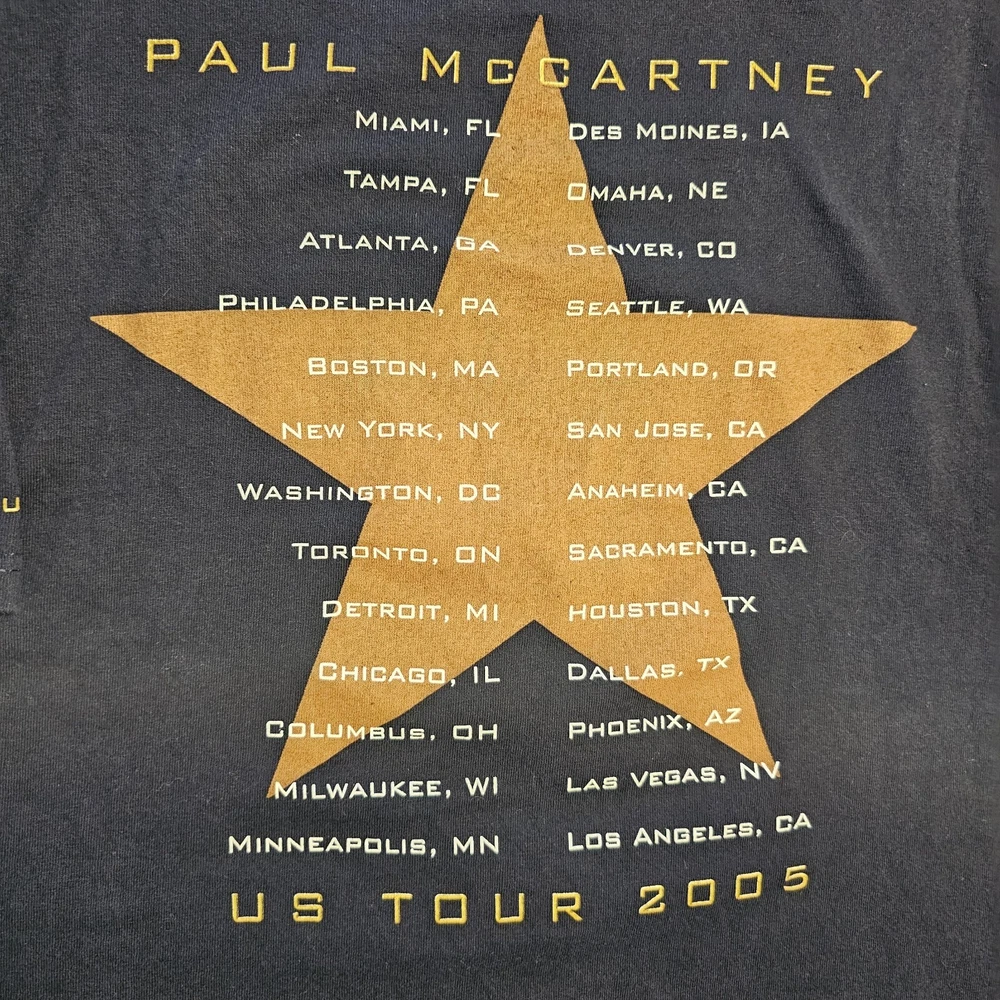 PAUL McCARTNEY
MIAMI, FL
TAMPA, FL
ATLANTA, GA
PHILADELPHIA, PA
BOSTON, MA
NEW YORK, NY
WASHINGTON, DC
TORONTO, ON
DETROIT, MI
CHICAGO, IL
COLUMBUS, OH
MILWAUKEE, WI
MINNEAPOLIS, MN
DES MOINES, IA
OMAHA, NE
DENVER, CO
SEATTLE, WA
PORTLAND, OR
SAN JOSE, CA
ANAHEIM, CA
SACRAMENTO, CA
HOUSTON, TX
DALLAS, TX
PHOENIX, AZ
LAS VEGAS, NV
LOS ANGELES, CA
US TOUR 2005
U